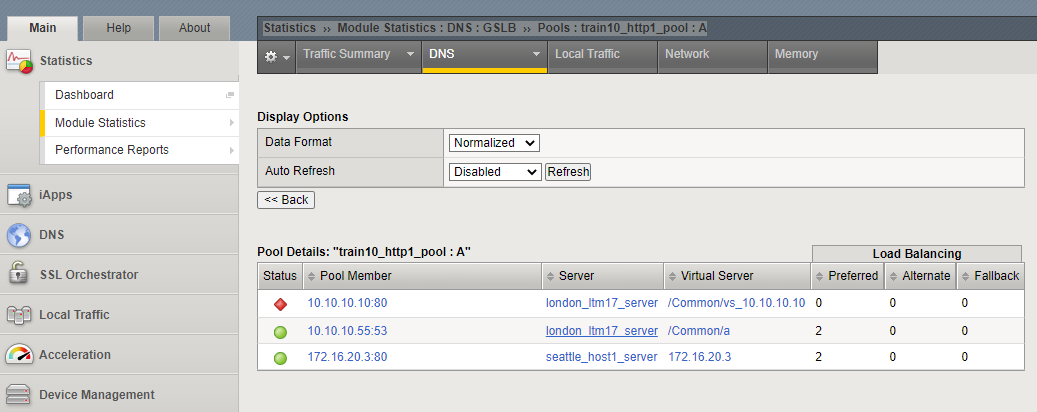 Main Help About
Statistics ›› Module Statistics : DNS : GSLB ›› Pools : train10_http1_pool : A
Statistics
Dashboard
Module Statistics
Performance Reports
iApps
DNS
SSL Orchestrator
Local Traffic
Acceleration
Device Management
Traffic Summary DNS Local Traffic Network Memory
Display Options
Data Format Normalized
Auto Refresh Disabled Refresh
<< Back
Pool Details: "train10_http1_pool : A"
Load Balancing
Status Pool Member Server Virtual Server Preferred Alternate Fallback
10.10.10.10:80 london_ltm17_server /Common/vs_10.10.10.10 0 0 0
10.10.10.55:53 london_ltm17_server /Common/a 2 0 0
172.16.20.3:80 seattle_host1_server 172.16.20.3 2 0 0